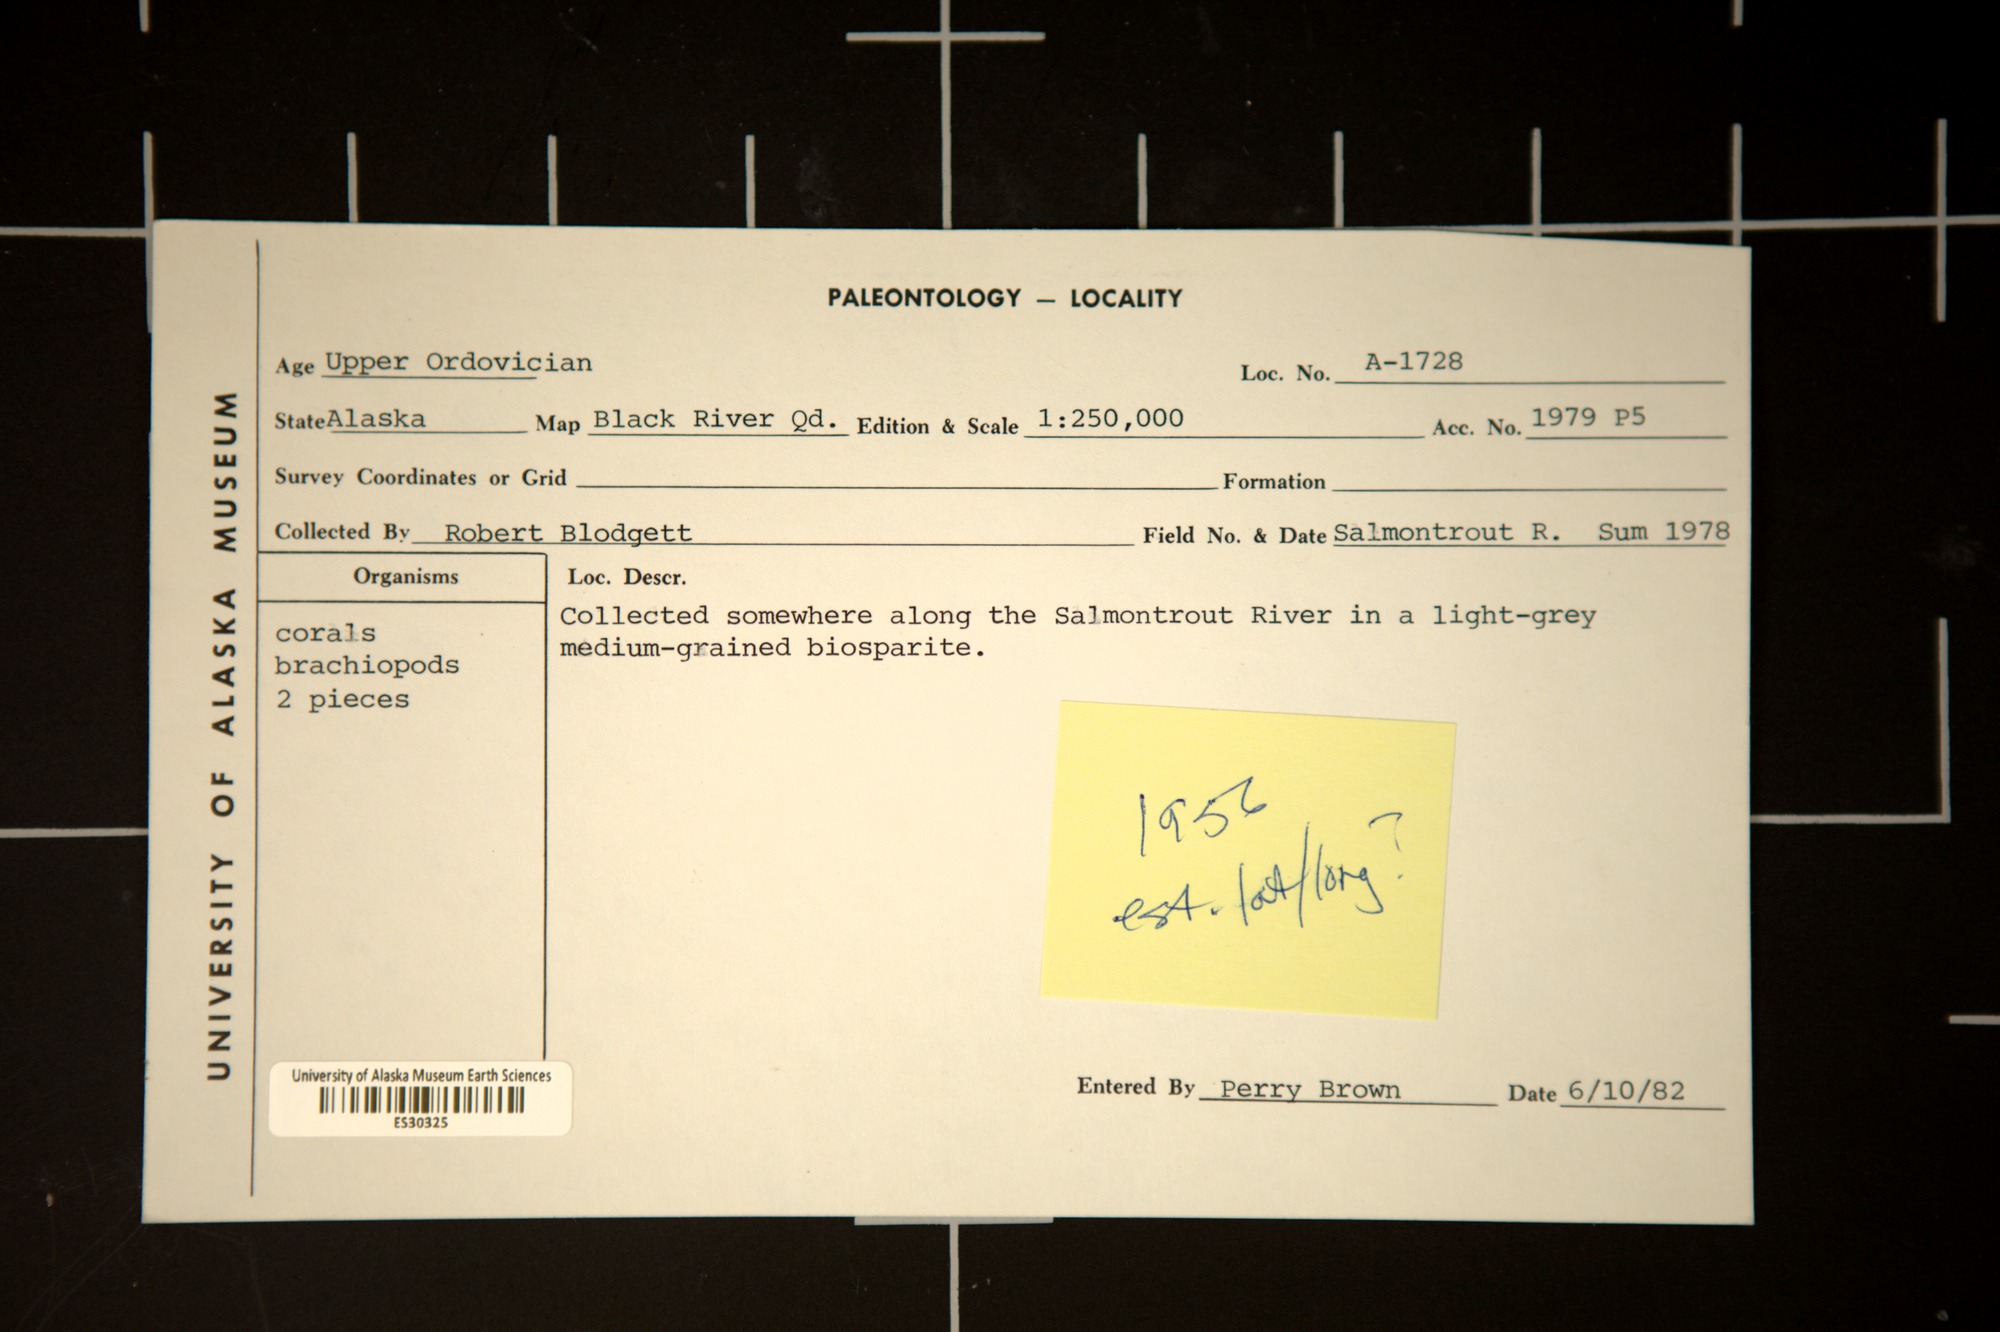 UNIVERSITY OF ALASKA MUSEUM
PALEONTOLOGY — LOCALITY
Age Upper Ordovician Loc. No. A-1728
State Alaska Map Black River Qd. Edition & Scale 1:250,000 Acc. No. 1979 P5
Survey Coordinates or Grid Formation
Collected By Robert Blodgett Field No. & Date Salmontrout R. Sum 1978
Organisms
corals
brachiopods
2 pieces
Loc. Descr.
Collected somewhere along the Salmontrout River in a light-grey
medium-grained biosparite.
1956
est. lat/long?
Entered By Perry Brown Date 6/10/82
University of Alaska Museum Earth Sciences
ES30325